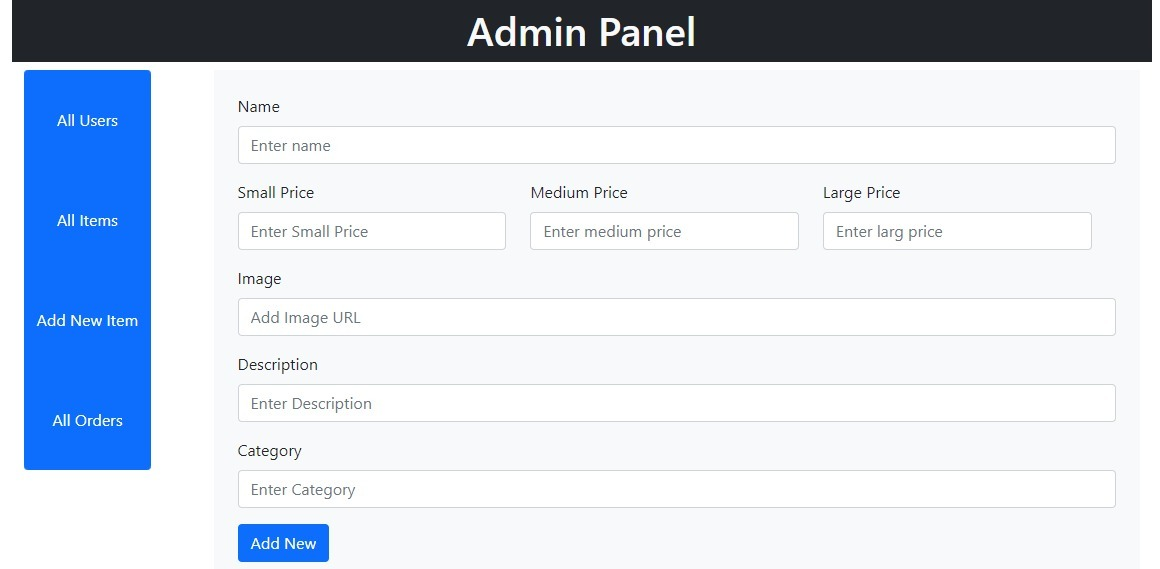 Admin Panel
All Users
All Items
Add New Item
All Orders
Name
Enter name
Small Price Medium Price Large Price
Enter Small Price Enter medium price Enter larg price
Image
Add Image URL
Description
Enter Description
Category
Enter Category
Add New